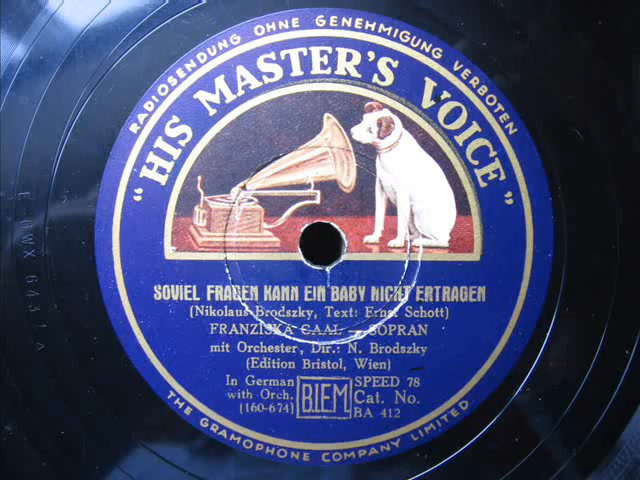 RADIOSENDUNG OHNE GENEHMIGUNG VERBOTEN
"HIS MASTER'S VOICE"
SOVIEL FRAGEN KANN EIN BABY NICHT ERTRAGEN
(Nikolaus Brodszky, Text: Ernst Schott)
FRANZISKA GAAL - SOPRAN
mit Orchester, Dir.: N. Brodszky
(Edition Bristol, Wien)
In German
with Orch.
(160-674)
B.I.E.M
SPEED 78
Cat. No.
BA 412
THE GRAMOPHONE COMPANY LIMITED